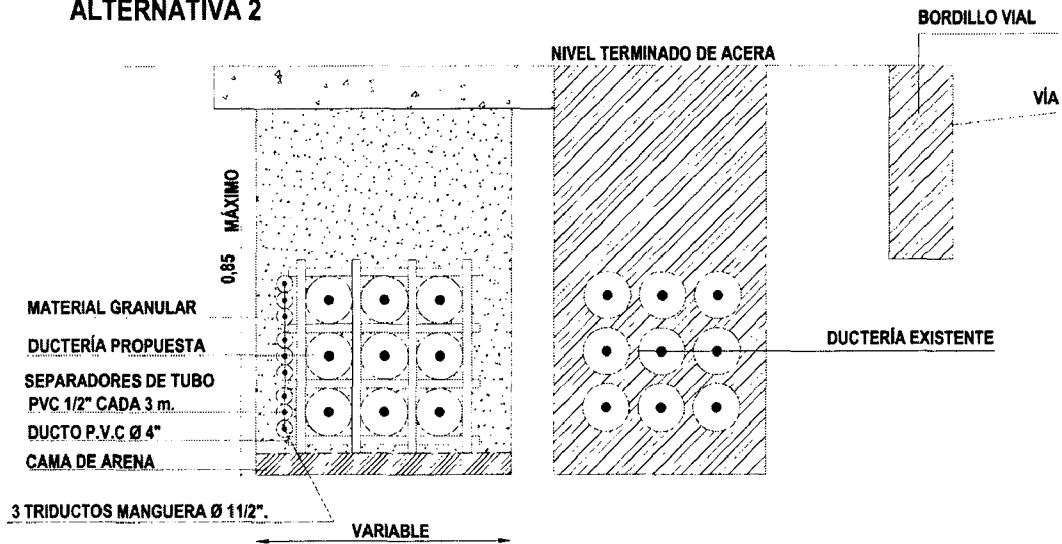 ALTERNATIVA 2
BORDILLO VIAL
NIVEL TERMINADO DE ACERA
VÍA
0,85 MÁXIMO
MATERIAL GRANULAR
DUCTERÍA PROPUESTA
DUCTERÍA EXISTENTE
SEPARADORES DE TUBO
PVC 1/2" CADA 3 m.
DUCTO P.V.C Ø 4"
CAMA DE ARENA
3 TRIDUCTOS MANGUERA Ø 11/2".
VARIABLE